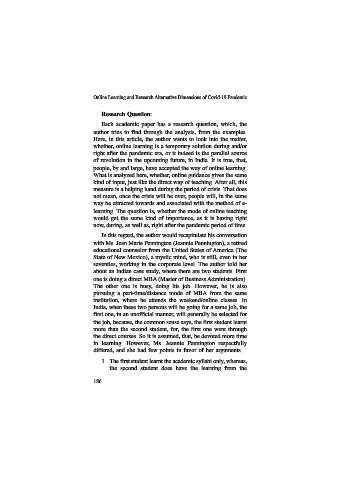 Online Learning and Research Alternative Dimensions of Covid-19 Pandemic
Research Question:
Each academic paper has a research question, which, the
author tries to find through the analysis, from the examples.
Here, in this article, the author wants to look into the matter,
whether, online learning is a temporary solution during and/or
right after the pandemic era, or it indeed is the parallel source
of revolution in the upcoming future, in India. It is true, that,
people, by and large, have accepted the way of online learning.
What is analyzed here, whether, online guidance gives the same
kind of input, just like the direct way of teaching. After all, this
measure is a helping hand during the period of crisis. That does
not mean, once the crisis will be over, people will, in the same
way be attracted towards and associated with the method of e-
learning. The question is, whether the mode of online teaching
would get the same kind of importance, as it is having right
now, during, as well as, right after the pandemic period of time.
In this regard, the author would recapitulate his conversation
with Ms. Jean Marie Pennington (Jeannie Pennington), a retired
educational counselor from the United States of America (The
State of New Mexico), a mystic mind, who is still, even in her
seventies, working in the corporate level. The author told her
about an Indian case study, where there are two students. First
one is doing a direct MBA (Master of Business Administration).
The other one is busy, doing his job. However, he is also
pursuing a part-time/distance mode of MBA from the same
institution, where he attends the weekend/online classes. In
India, when these two persons will be going for a same job, the
first one, in an unofficial manner, will generally be selected for
the job, because, the common sense says, the first student learnt
more than the second student, for, the first one went through
the direct courses. So it is assumed, that, he devoted more time
in learning. However, Ms. Jeannie Pennington respectfully
differed, and she had few points in favor of her arguments.
1. The first student learnt the academic syllabi only, whereas,
the second student does have the learning from the
186